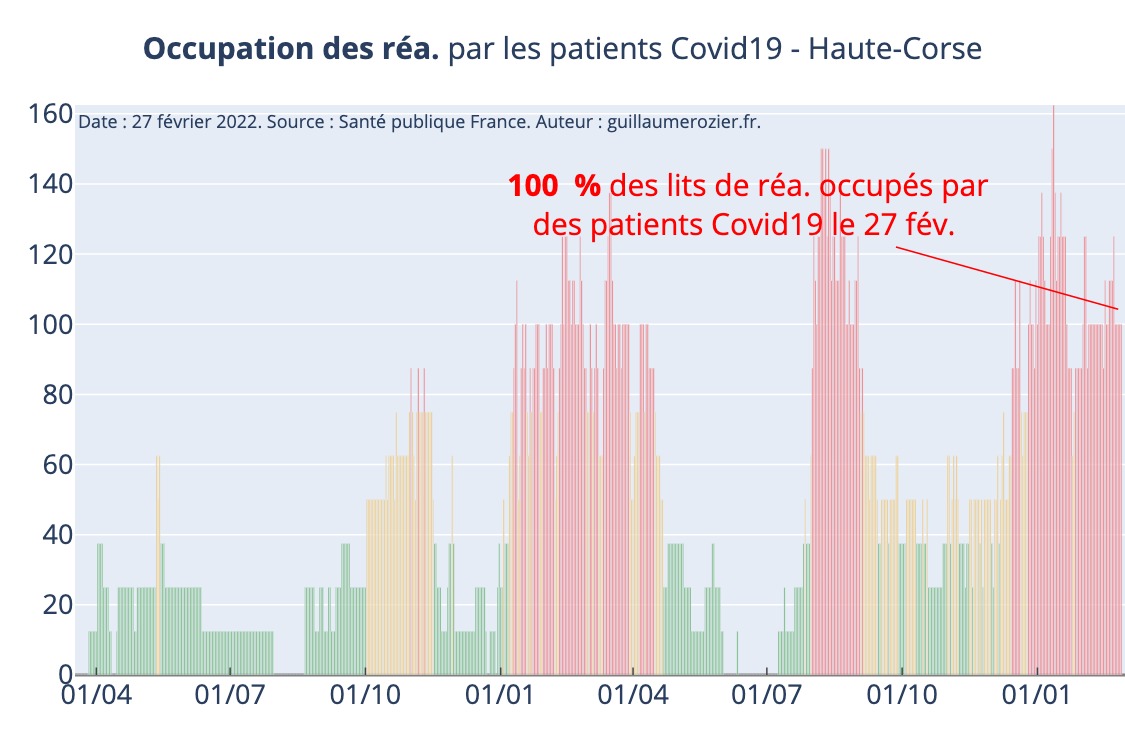 Occupation des réa. par les patients Covid19 - Haute-Corse
Date : 27 février 2022. Source : Santé publique France. Auteur : guillaumerozier.fr.
100 % des lits de réa. occupés par
des patients Covid19 le 27 fév.
160
140
120
100
80
60
40
20
0
01/04 01/07 01/10 01/01 01/04 01/07 01/10 01/01